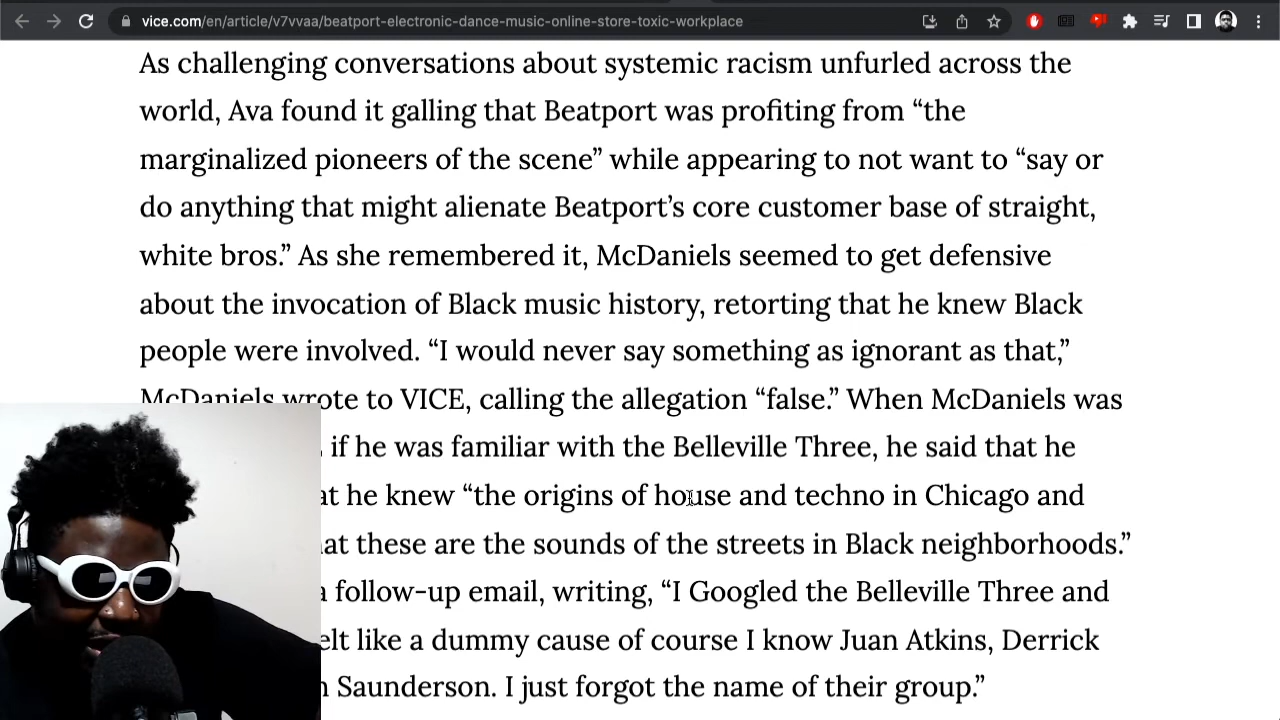 vice.com/en/article/v7vvaa/beatport-electronic-dance-music-online-store-toxic-workplace
As challenging conversations about systemic racism unfurled across the
world, Ava found it galling that Beatport was profiting from “the
marginalized pioneers of the scene” while appearing to not want to “say or
do anything that might alienate Beatport’s core customer base of straight,
white bros.” As she remembered it, McDaniels seemed to get defensive
about the invocation of Black music history, retorting that he knew Black
people were involved. “I would never say something as ignorant as that,”
McDaniels wrote to VICE, calling the allegation “false.” When McDaniels was
if he was familiar with the Belleville Three, he said that he
he knew “the origins of house and techno in Chicago and
these are the sounds of the streets in Black neighborhoods.”
follow-up email, writing, “I Googled the Belleville Three and
like a dummy cause of course I know Juan Atkins, Derrick
Saunderson. I just forgot the name of their group.”